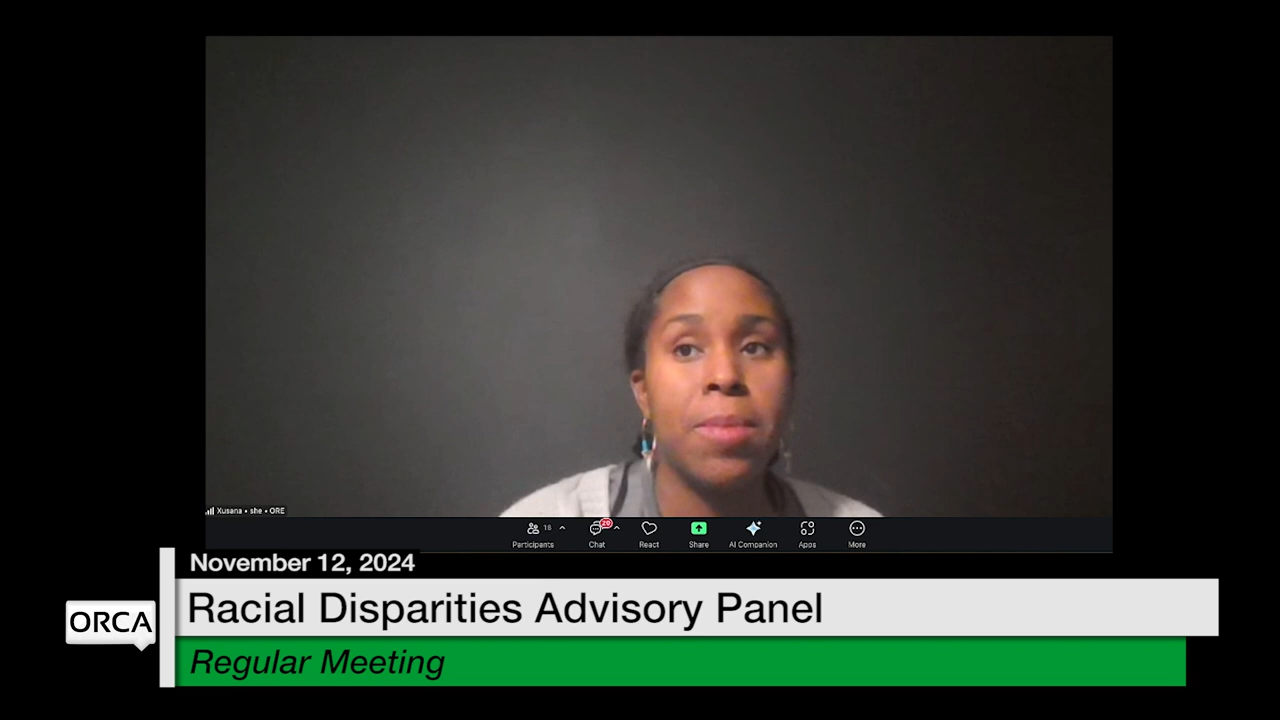 Xusana • she • ORE
Participants
18
Chat
20
React
Share
AI Companion
Apps
More
November 12, 2024
Racial Disparities Advisory Panel
ORCA
Regular Meeting